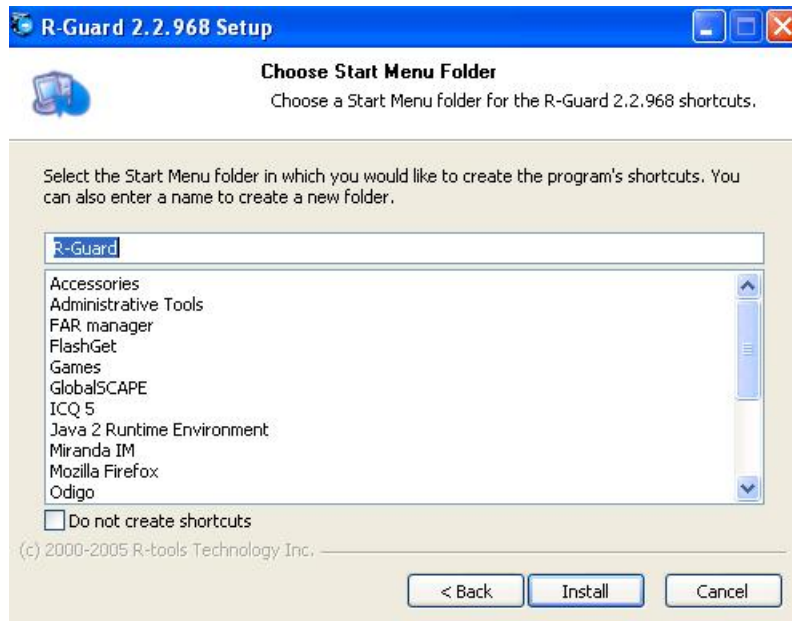 R-Guard 2.2.968 Setup
Choose Start Menu Folder
Choose a Start Menu folder for the R-Guard 2.2.968 shortcuts.
Select the Start Menu folder in which you would like to create the program's shortcuts. You
can also enter a name to create a new folder.
R-Guard
Accessories
Administrative Tools
FAR manager
FlashGet
Games
GlobalSCAPE
ICQ 5
Java 2 Runtime Environment
Miranda IM
Mozilla Firefox
Odigo
Do not create shortcuts
(c) 2000-2005 R-tools Technology Inc.
< Back Install Cancel